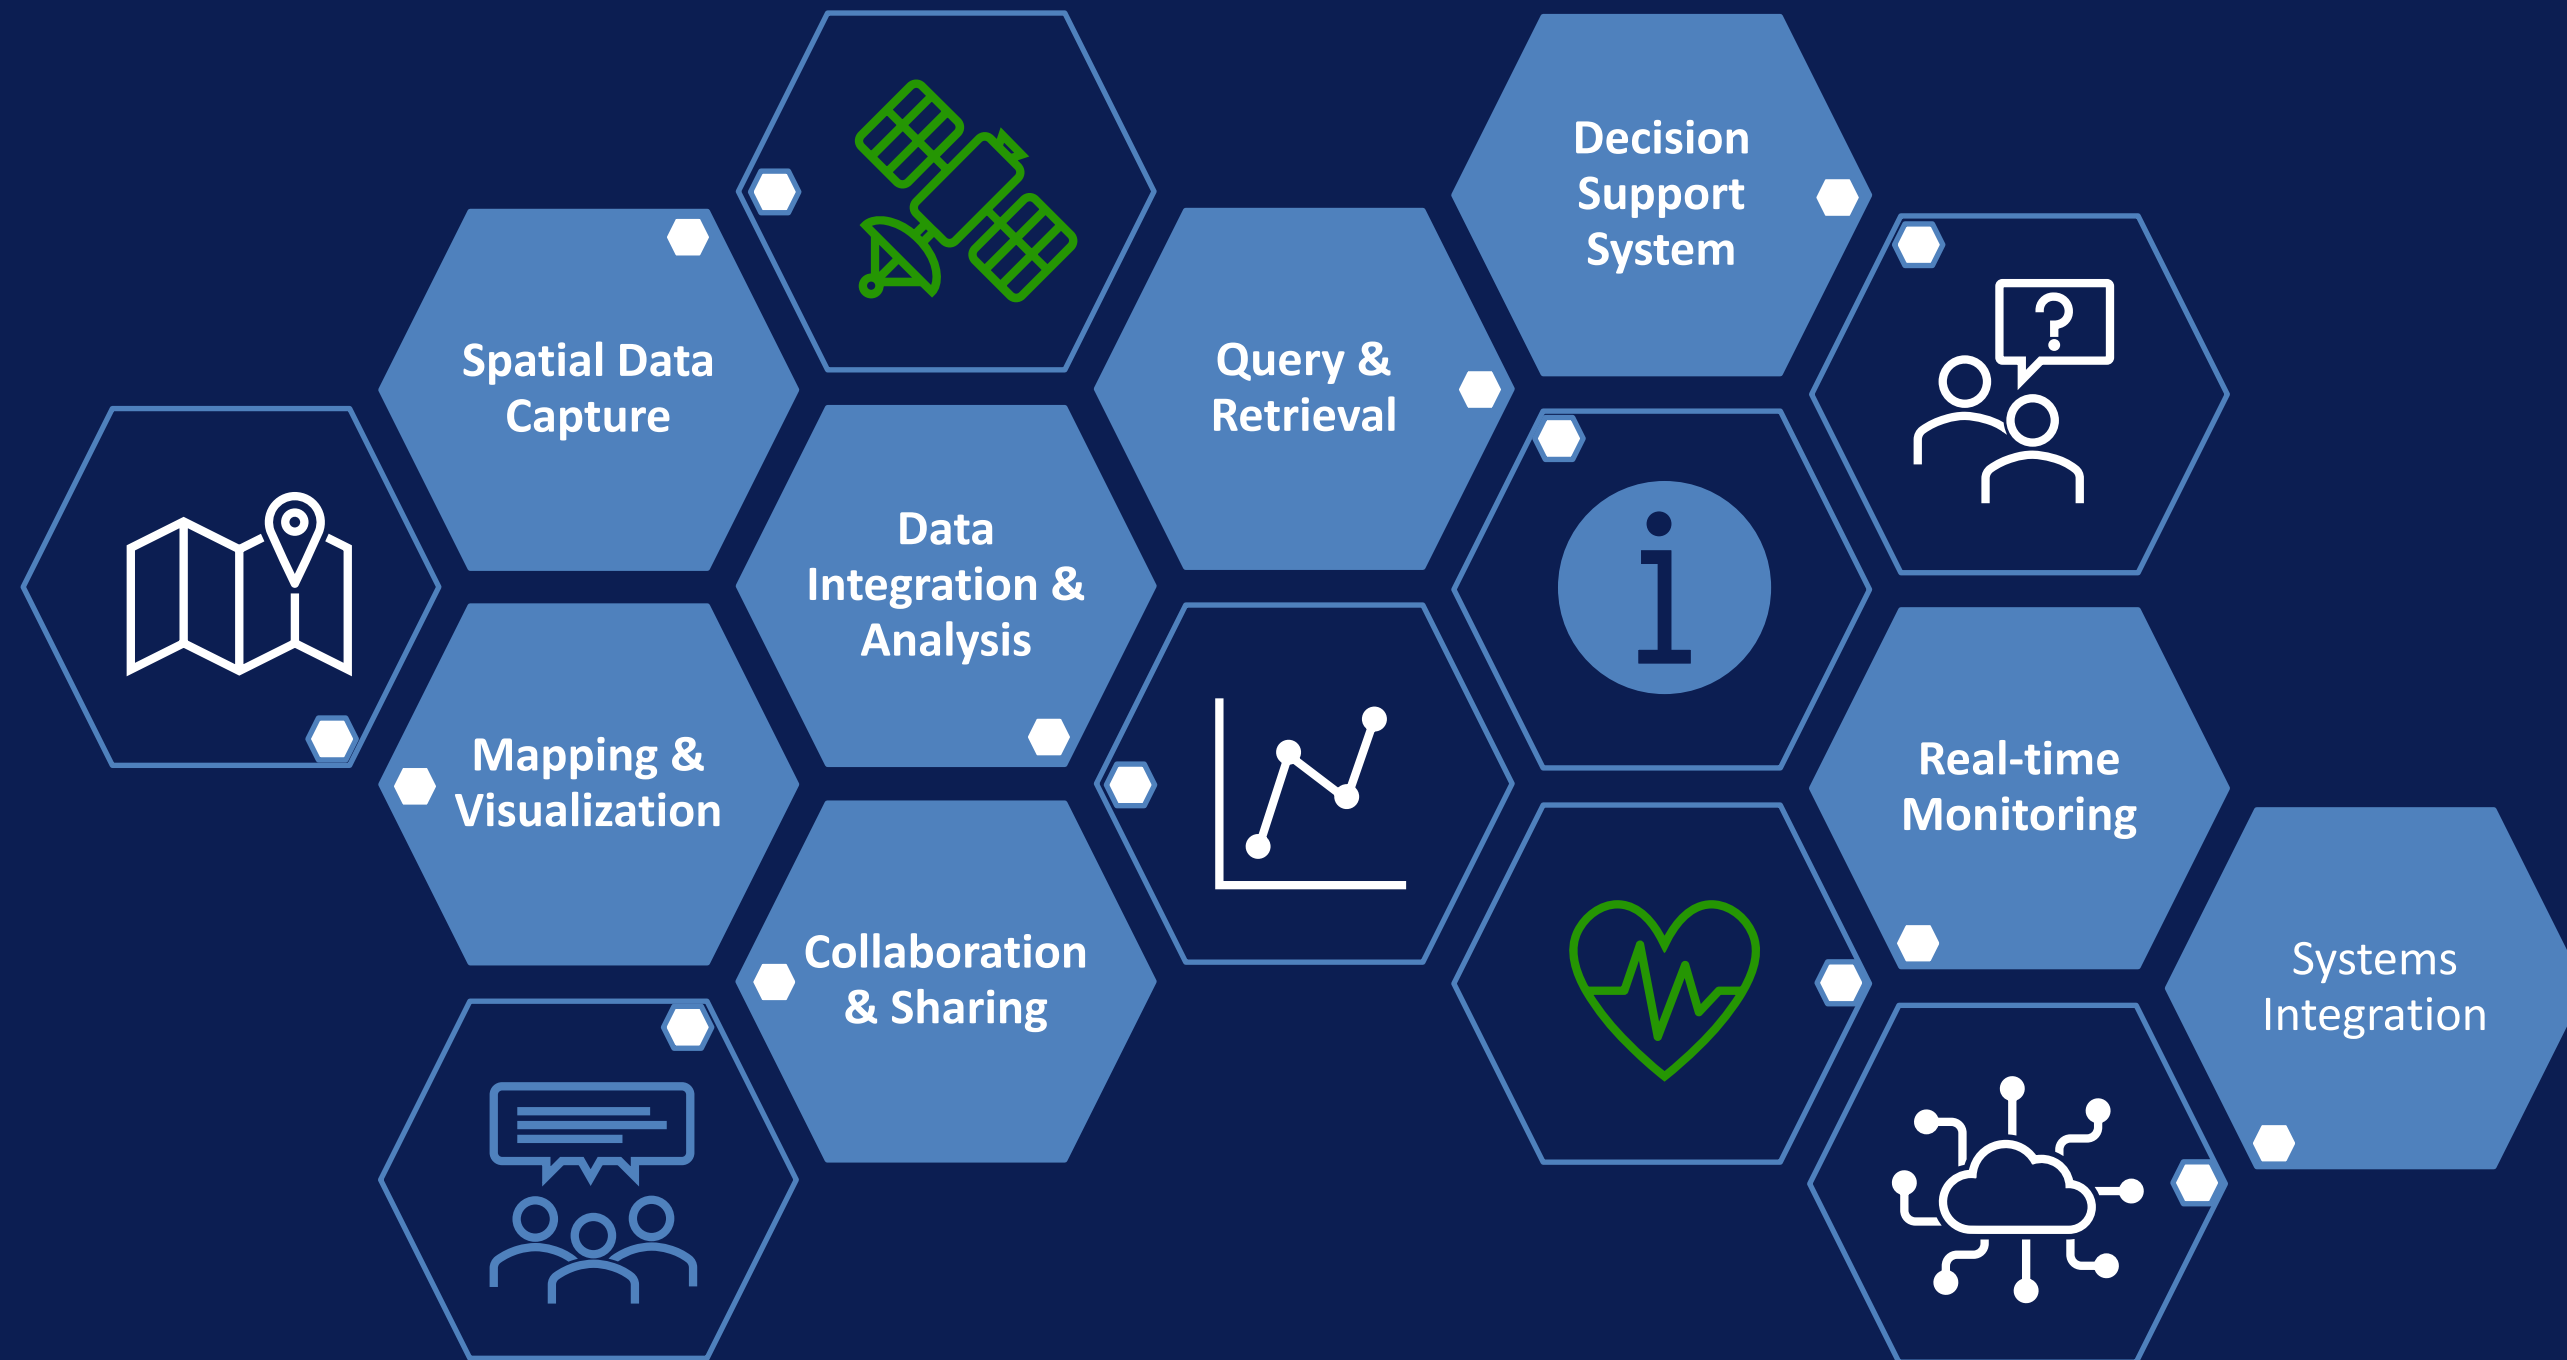 Decision
Support
System
Spatial Data
Capture
Query &
Retrieval
?
Data
Integration &
Analysis
i
Mapping &
Visualization
Real-time
Monitoring
Collaboration
& Sharing
Systems
Integration